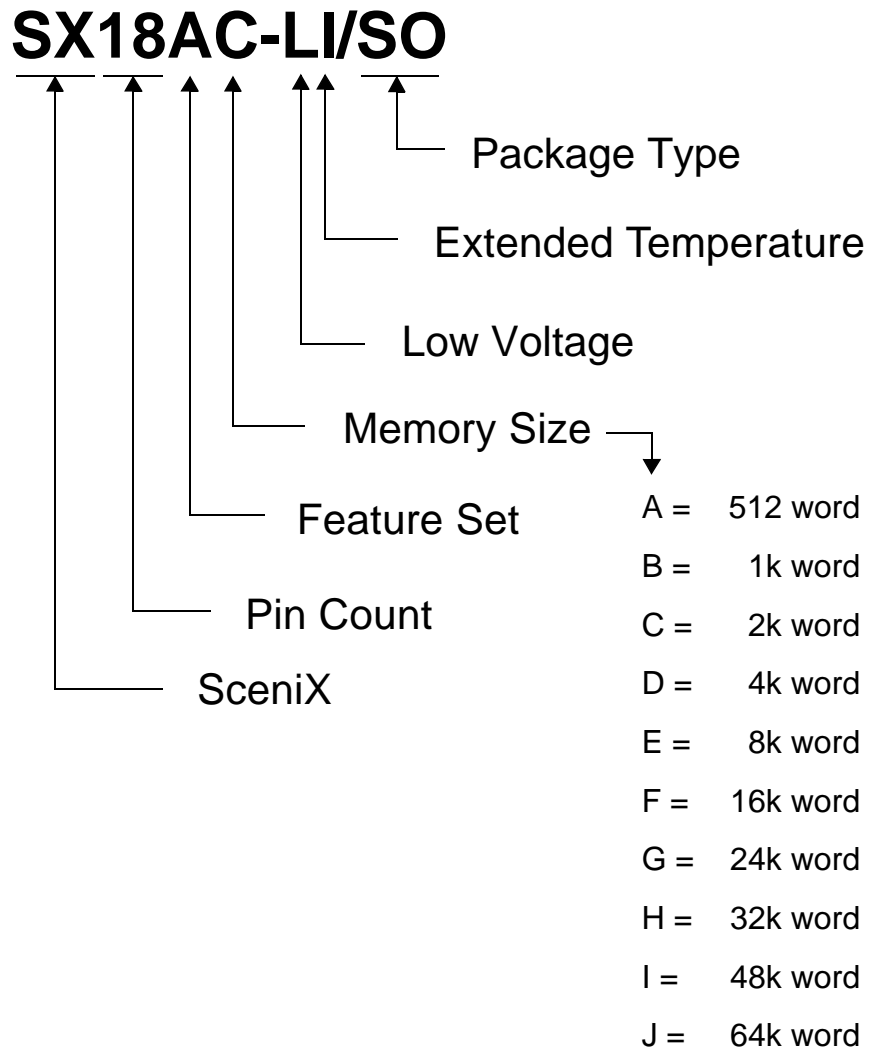 SX18AC-LI/SO
Package Type
Extended Temperature
Low Voltage
Memory Size
Feature Set
Pin Count
SceniX
A = 512 word
B = 1k word
C = 2k word
D = 4k word
E = 8k word
F = 16k word
G = 24k word
H = 32k word
I = 48k word
J = 64k word